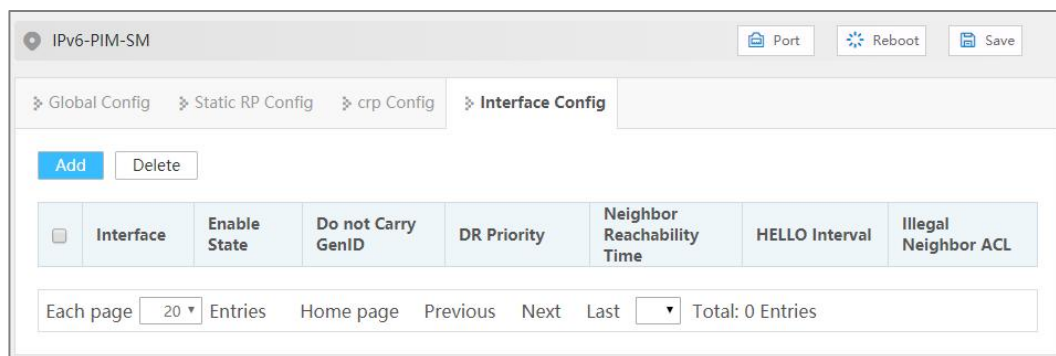 IPv6-PIM-SM Port Reboot Save
Global Config Static RP Config crp Config Interface Config
Add Delete
Interface Enable State Do not Carry GenID DR Priority Neighbor Reachability Time HELLO Interval Illegal Neighbor ACL
Each page 20 Entries Home page Previous Next Last Total: 0 Entries